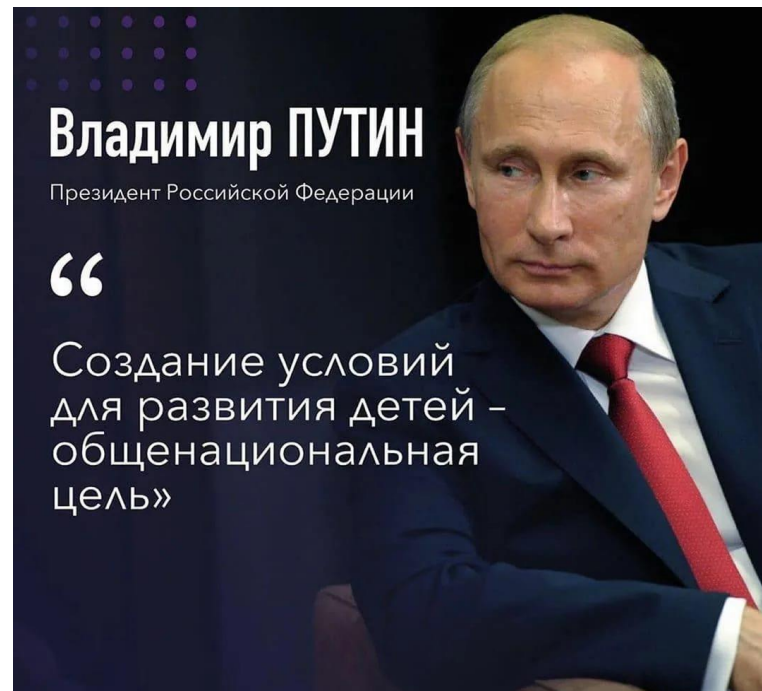 Владимир ПУТИН
Президент Российской Федерации
“
Создание условий
для развития детей –
общенациональная
цель»